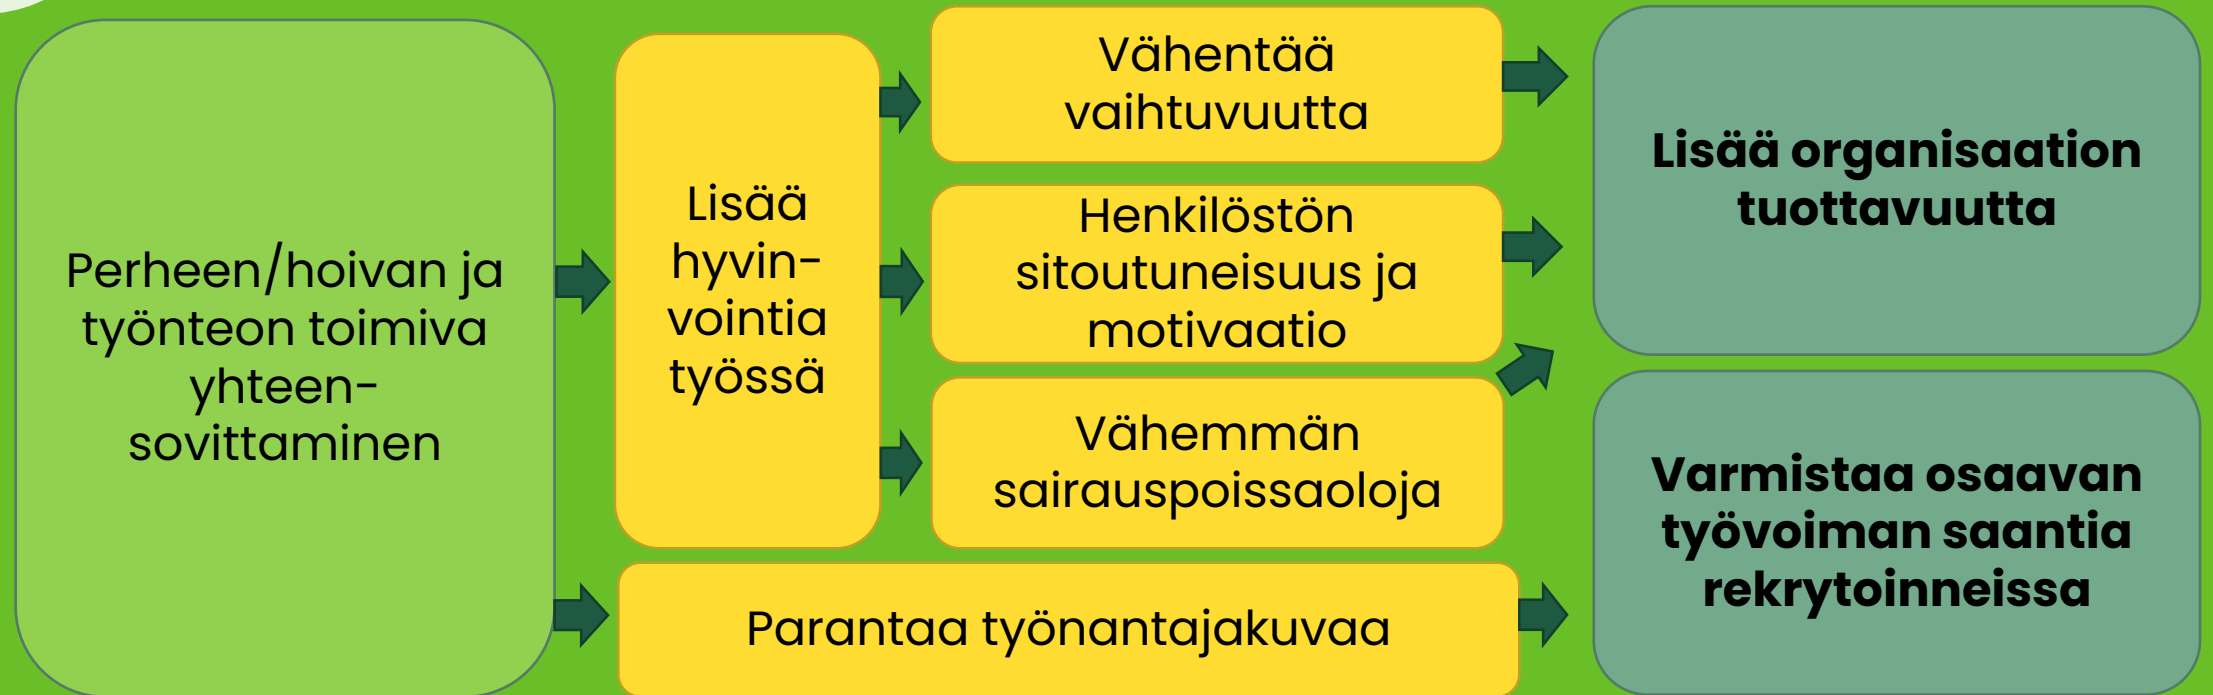 Perheen/hoivan ja
työnteon toimiva
yhteen-
sovittaminen
Lisää
hyvin-
vointia
työssä
Vähentää
vaihtuvuutta
Henkilöstön
sitoutuneisuus ja
motivaatio
Vähemmän
sairauspoissaoloja
Parantaa työnantajakuvaa
Lisää organisaation
tuottavuutta
Varmistaa osaavan
työvoiman saantia
rekrytoinneissa